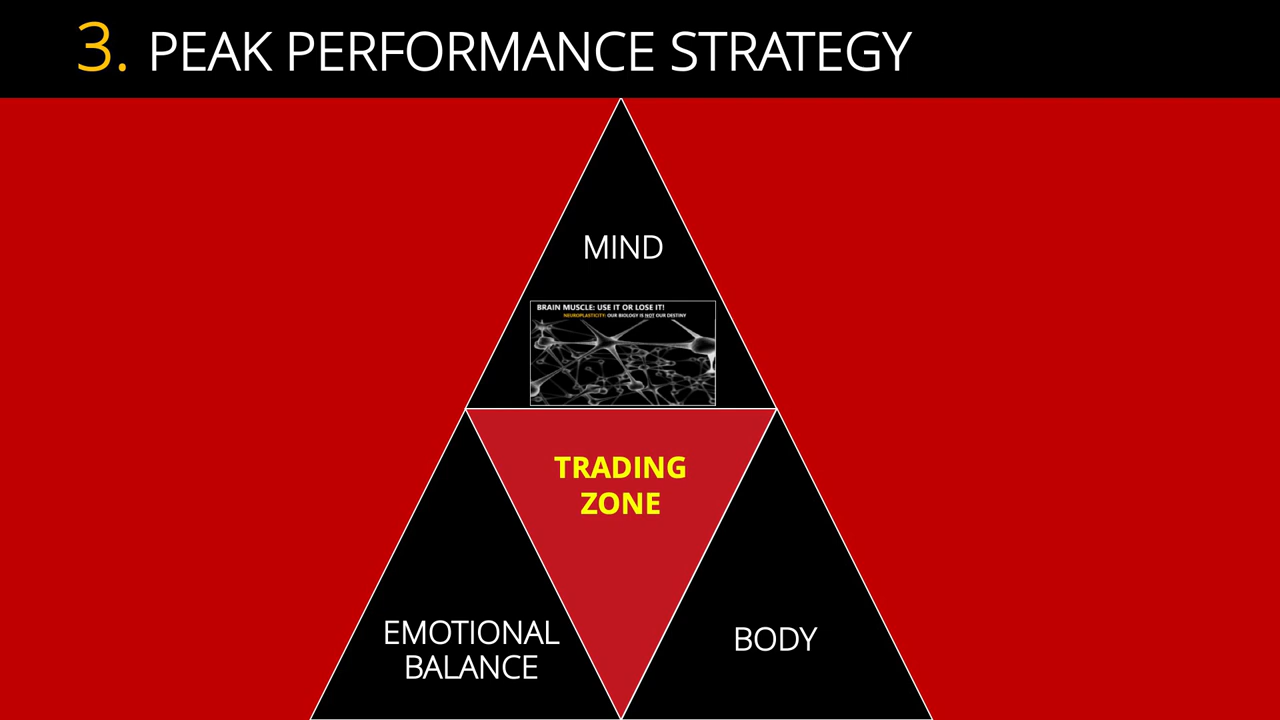 3. PEAK PERFORMANCE STRATEGY
MIND
BRAIN MUSCLE: USE IT OR LOSE IT!
NEUROPLASTICITY: OUR BIOLOGY IS NOT OUR DESTINY
TRADING
ZONE
EMOTIONAL
BALANCE
BODY